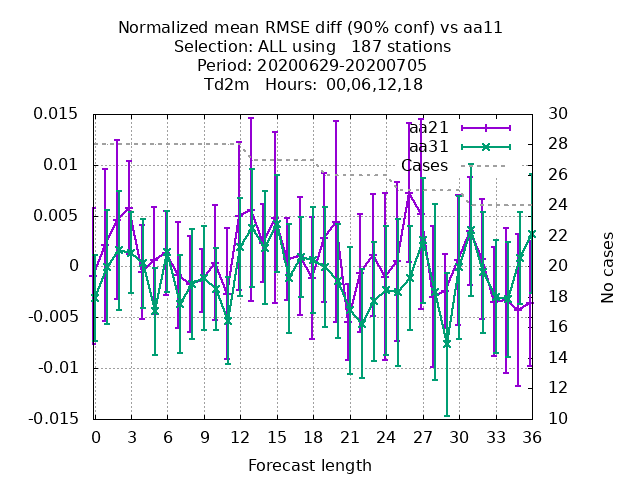 Normalized mean RMSE diff (90% conf) vs aa11
Selection: ALL using   187 stations
Period: 20200629-20200705
Td2m   Hours: 00,06,12,18
aa21
aa31
Cases
0.015
0.01
0.005
0
-0.005
-0.01
-0.015
30
28
26
24
22
20
18
16
14
12
10
No cases
0 3 6 9 12 15 18 21 24 27 30 33 36
Forecast length